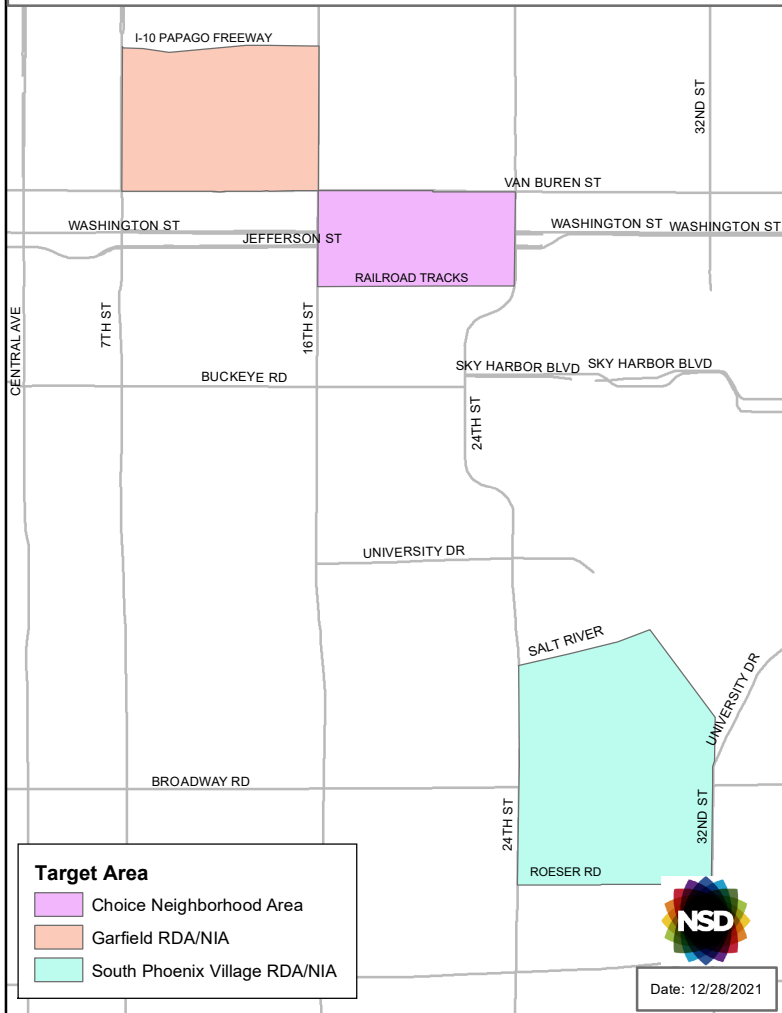 I-10 PAPAGO FREEWAY
32ND ST
VAN BUREN ST
WASHINGTON ST
JEFFERSON ST
WASHINGTON ST
WASHINGTON ST
RAILROAD TRACKS
CENTRAL AVE
7TH ST
16TH ST
BUCKEYE RD
SKY HARBOR BLVD
SKY HARBOR BLVD
24TH ST
UNIVERSITY DR
SALT RIVER
UNIVERSITY DR
BROADWAY RD
24TH ST
32ND ST
ROESER RD
Target Area
Choice Neighborhood Area
Garfield RDA/NIA
South Phoenix Village RDA/NIA
NSD
Date: 12/28/2021